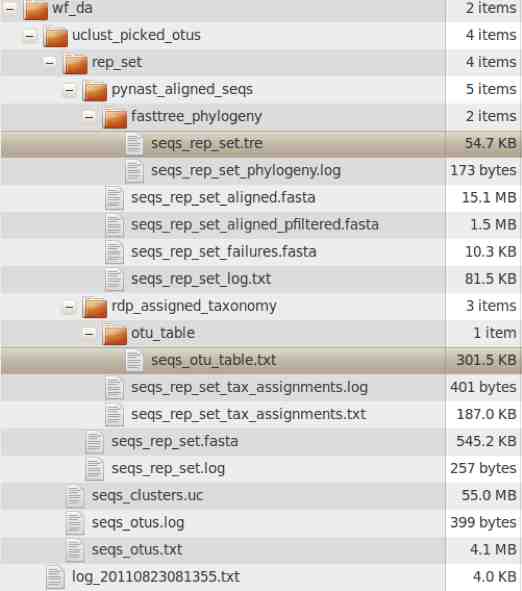 wf_da 2 items
uclust_picked_otus 4 items
rep_set 4 items
pynast_aligned_seqs 5 items
fasttree_phylogeny 2 items
seqs_rep_set.tre 54.7 KB
seqs_rep_set_phylogeny.log 173 bytes
seqs_rep_set_aligned.fasta 15.1 MB
seqs_rep_set_aligned_pfiltered.fasta 1.5 MB
seqs_rep_set_failures.fasta 10.3 KB
seqs_rep_set_log.txt 81.5 KB
rdp_assigned_taxonomy 3 items
otu_table 1 item
seqs_otu_table.txt 301.5 KB
seqs_rep_set_tax_assignments.log 401 bytes
seqs_rep_set_tax_assignments.txt 187.0 KB
seqs_rep_set.fasta 545.2 KB
seqs_rep_set.log 257 bytes
seqs_clusters.uc 55.0 MB
seqs_otus.log 399 bytes
seqs_otus.txt 4.1 MB
log_20110823081355.txt 4.0 KB